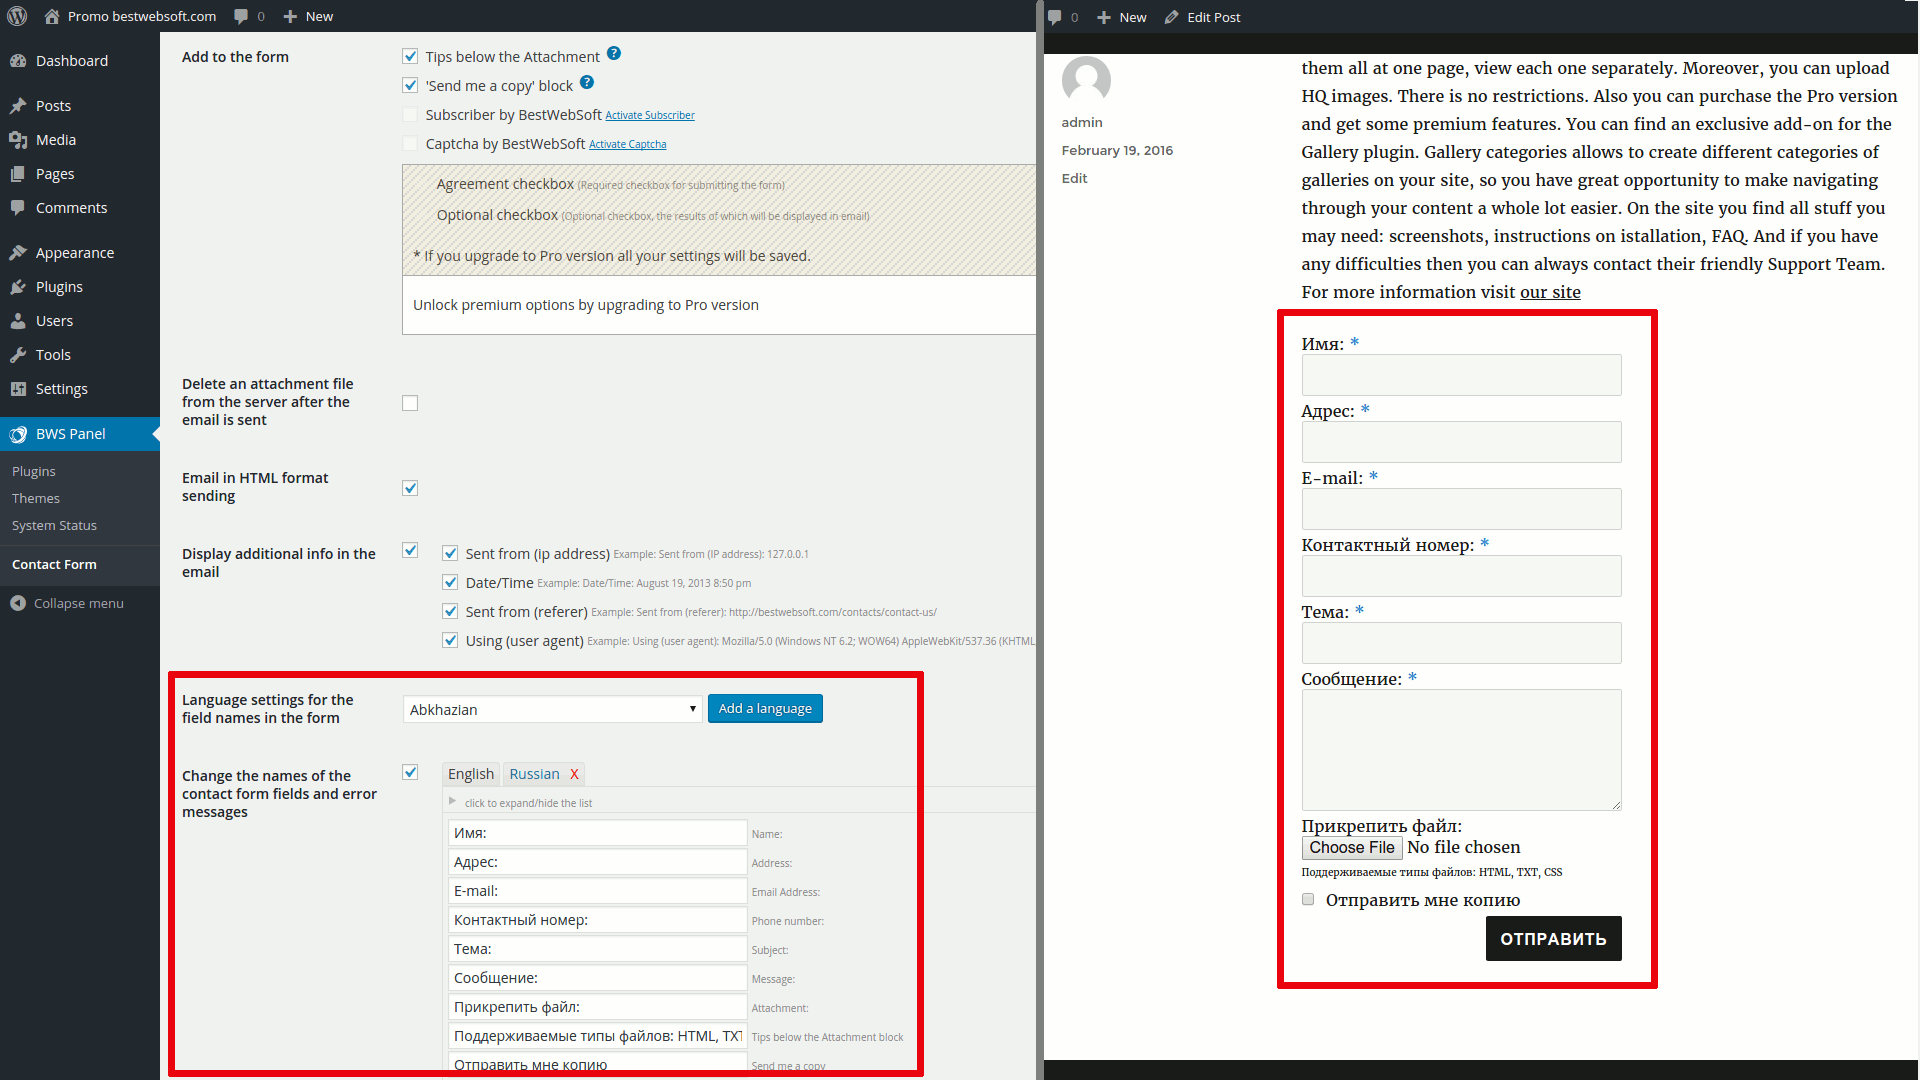 Promo bestwebsoft.com 0 New
Dashboard
Posts
Media
Pages
Comments
Appearance
Plugins
Users
Tools
Settings
BWS Panel
Plugins
Themes
System Status
Contact Form
Collapse menu
Add to the form
Tips below the Attachment ?
'Send me a copy' block ?
Subscriber by BestWebSoft Activate Subscriber
Captcha by BestWebSoft Activate Captcha
Agreement checkbox (Required checkbox for submitting the form)
Optional checkbox (Optional checkbox, the results of which will be displayed in email)
* If you upgrade to Pro version all your settings will be saved.
Unlock premium options by upgrading to Pro version
Delete an attachment file
from the server after the
email is sent
Email in HTML format
sending
Display additional info in the
email
Sent from (ip address) Example: Sent from (IP address): 127.0.0.1
Date/Time Example: Date/Time: August 19, 2013 8:50 pm
Sent from (referer) Example: Sent from (referer): http://bestwebsoft.com/contacts/contact-us/
Using (user agent) Example: Using (user agent): Mozilla/5.0 (Windows NT 6.2; WOW64) AppleWebKit/537.36 (KHTML
Language settings for the
field names in the form
Abkhazian
Add a language
Change the names of the
contact form fields and error
messages
English Russian X
click to expand/hide the list
Имя: Name:
Адрес: Address:
E-mail: Email Address:
Контактный номер: Phone number:
Тема: Subject:
Сообщение: Message:
Прикрепить файл: Attachment:
Поддерживаемые типы файлов: HTML, TXT Tips below the Attachment block
Отправить мне копию Send me a copy
0 New Edit Post
admin
February 19, 2016
Edit
them all at one page, view each one separately. Moreover, you can upload
HQ images. There is no restrictions. Also you can purchase the Pro version
and get some premium features. You can find an exclusive add-on for the
Gallery plugin. Gallery categories allows to create different categories of
galleries on your site, so you have great opportunity to make navigating
through your content a whole lot easier. On the site you find all stuff you
may need: screenshots, instructions on istallation, FAQ. And if you have
any difficulties then you can always contact their friendly Support Team.
For more information visit our site
Имя: *
Адрес: *
E-mail: *
Контактный номер: *
Тема: *
Сообщение: *
Прикрепить файл:
Choose File No file chosen
Поддерживаемые типы файлов: HTML, TXT, CSS
Отправить мне копию
ОТПРАВИТЬ